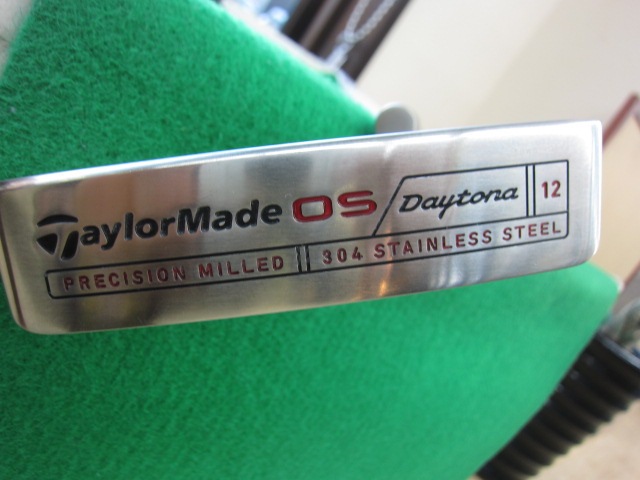 TaylorMade OS Daytona 12
PRECISION MILLED 304 STAINLESS STEEL